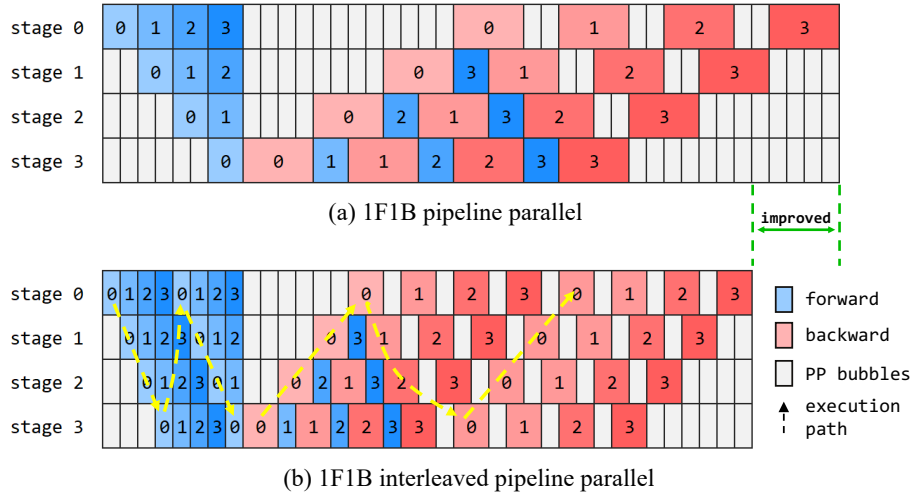 stage 0 0 1 2 3 0 1 2 3
stage 1 0 1 2 0 3 1 2 3
stage 2 0 1 0 2 1 3 2 3
stage 3 0 0 1 1 2 2 3 3
(a) 1F1B pipeline parallel
improved
stage 0 0 1 2 3 0 1 2 3 0 1 2 3 0 1 2 3
stage 1 0 1 2 3 0 1 2 0 3 1 2 3 0 1 2 3
stage 2 0 1 2 3 0 1 0 2 1 3 2 3 0 1 2 3
stage 3 0 1 2 3 0 0 1 1 2 2 3 3 0 1 2 3
forward
backward
PP bubbles
execution
path
(b) 1F1B interleaved pipeline parallel